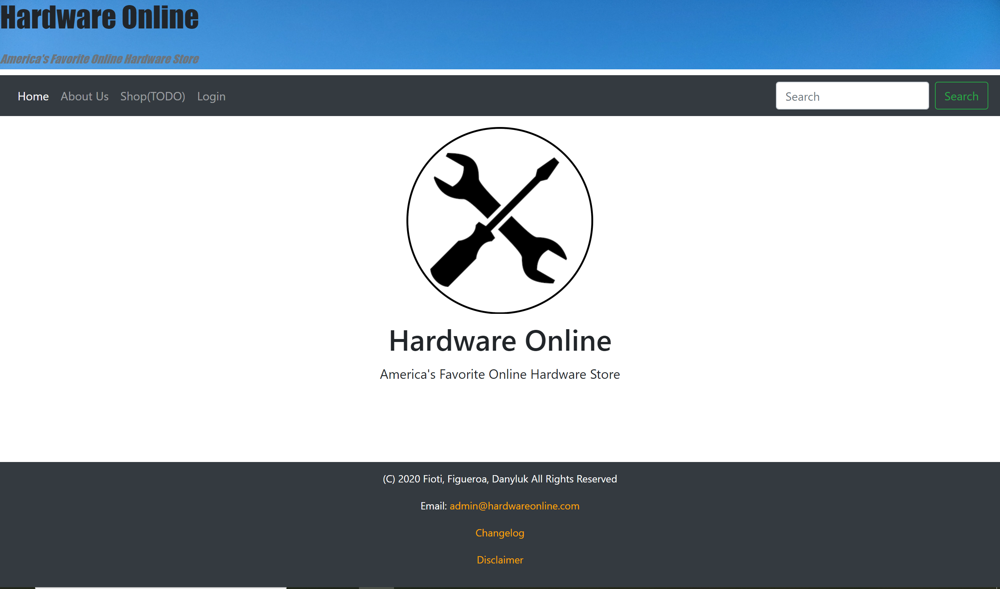 Hardware Online
America's Favorite Online Hardware Store
Home About Us Shop(TODO) Login Search Search
Hardware Online
America's Favorite Online Hardware Store
(C) 2020 Fioti, Figueroa, Danyluk All Rights Reserved
Email: admin@hardwareonline.com
Changelog
Disclaimer